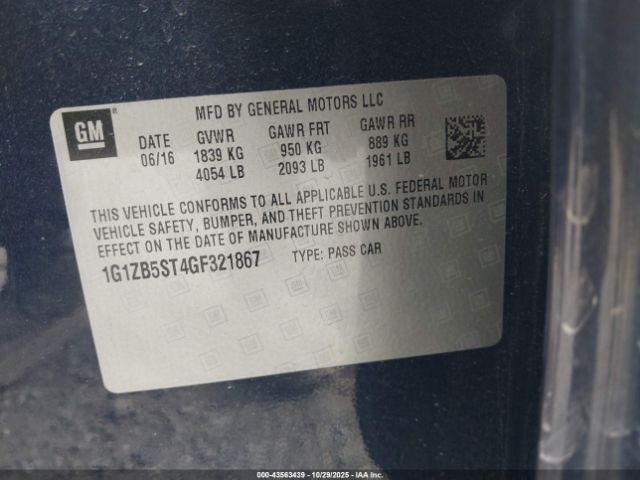 GM
MFD BY GENERAL MOTORS LLC
DATE GVWR GAWR FRT GAWR RR
06/16 1839 KG 950 KG 889 KG
4054 LB 2093 LB 1961 LB
THIS VEHICLE CONFORMS TO ALL APPLICABLE U.S. FEDERAL MOTOR
VEHICLE SAFETY, BUMPER, AND THEFT PREVENTION STANDARDS IN
EFFECT ON THE DATE OF MANUFACTURE SHOWN ABOVE.
1G1ZB5ST4GF321867 TYPE: PASS CAR
000-43563439 • 10/29/2025 • IAAI.com